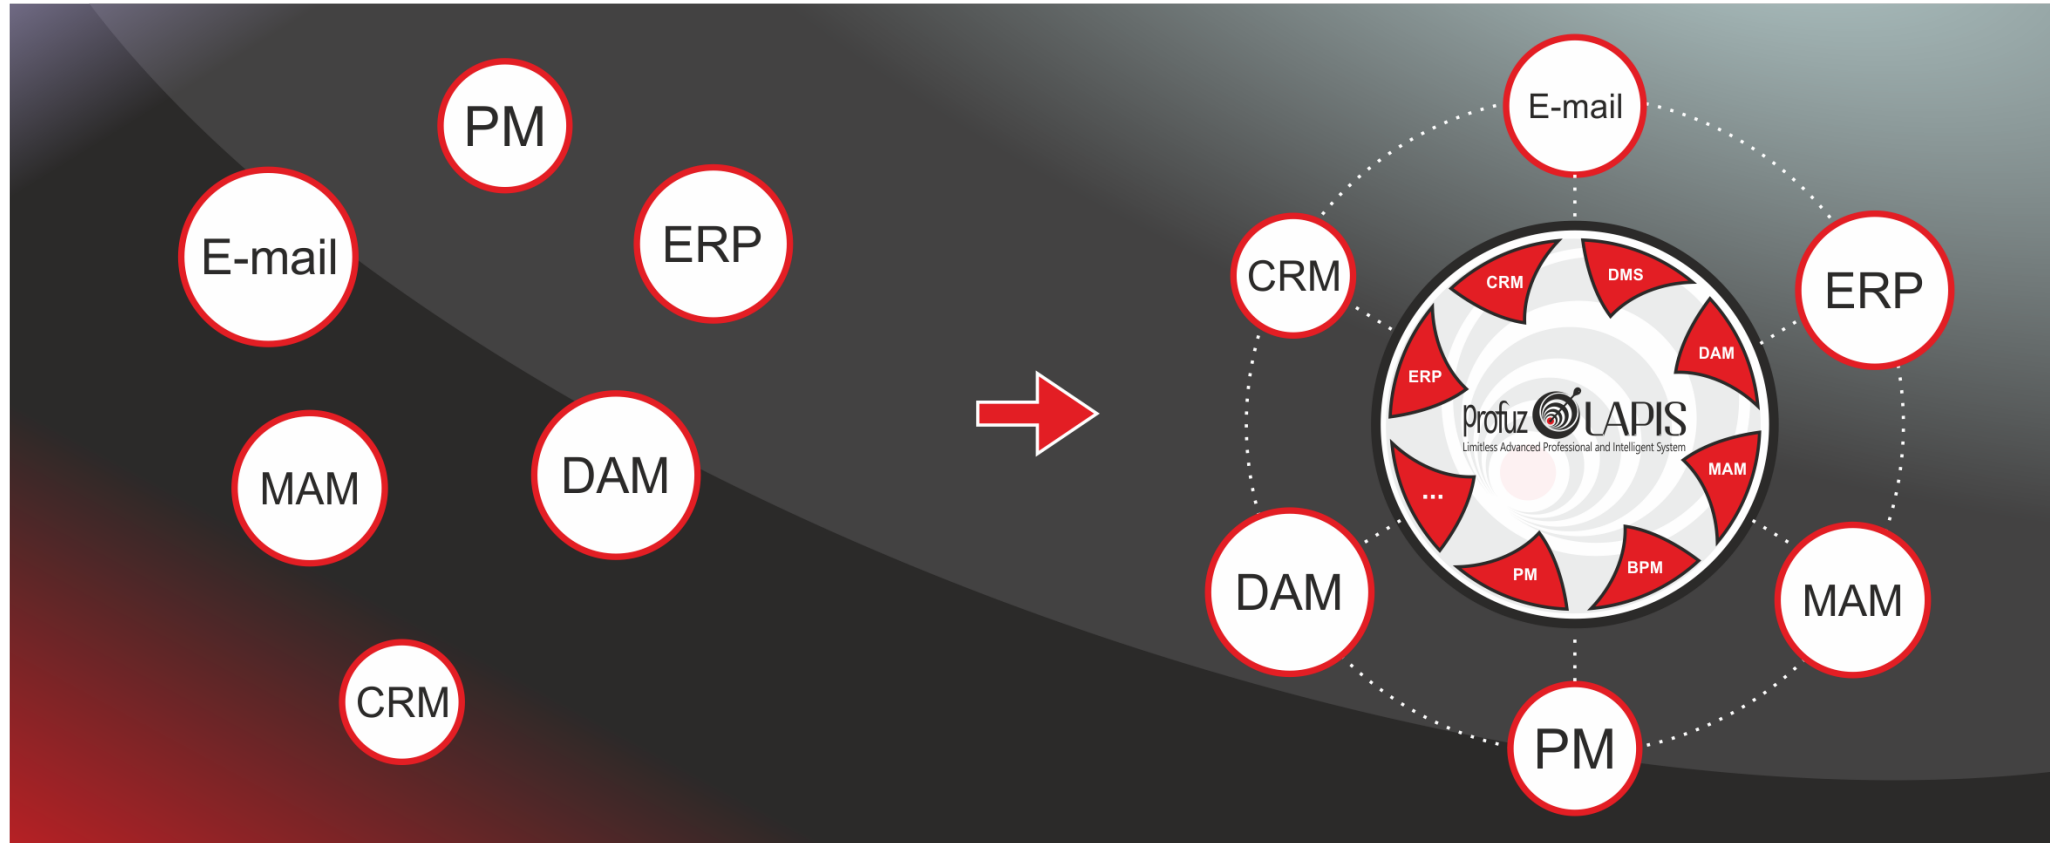 PM
E-mail
ERP
MAM
DAM
CRM
E-mail
CRM
ERP
DAM
MAM
PM
CRM
DMS
ERP
DAM
profuz LAPIS
Limitless Advanced Professional and Intelligent System
MAM
...
PM
BPM